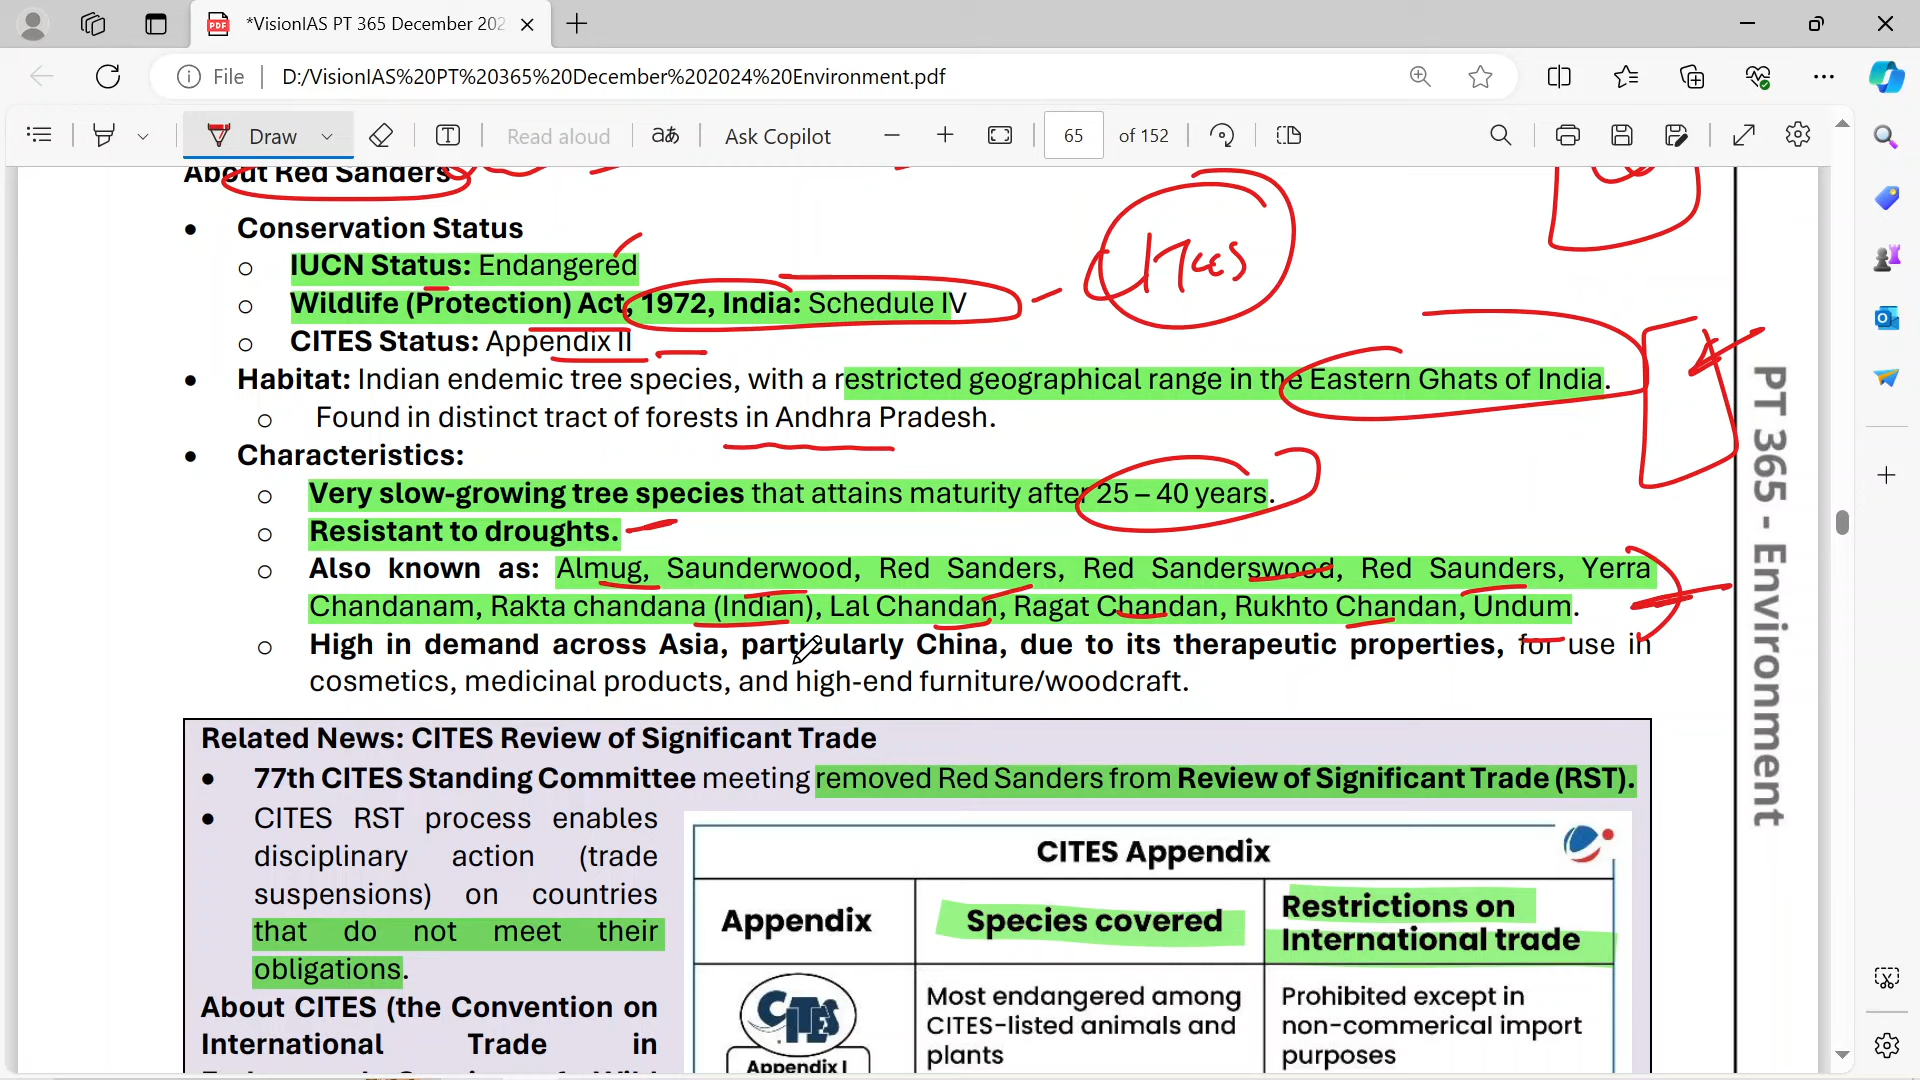 *VisionIAS PT 365 December 202
File
D:/VisionIAS%20PT%20365%20December%202024%20Environment.pdf
Draw
Read aloud
aあ
Ask Copilot
65
of 152
About Red Sanders
• Conservation Status
o IUCN Status: Endangered
o Wildlife (Protection) Act, 1972, India: Schedule IV
cites
o CITES Status: Appendix II
• Habitat: Indian endemic tree species, with a restricted geographical range in the Eastern Ghats of India.
o Found in distinct tract of forests in Andhra Pradesh.
• Characteristics:
o Very slow-growing tree species that attains maturity after 25 – 40 years.
o Resistant to droughts.
o Also known as: Almug, Saunderwood, Red Sanders, Red Sanderswood, Red Saunders, Yerra
Chandanam, Rakta chandana (Indian), Lal Chandan, Ragat Chandan, Rukhto Chandan, Undum.
o High in demand across Asia, particularly China, due to its therapeutic properties, for use in
cosmetics, medicinal products, and high-end furniture/woodcraft.
PT 365 - Environment
Related News: CITES Review of Significant Trade
• 77th CITES Standing Committee meeting removed Red Sanders from Review of Significant Trade (RST).
• CITES RST process enables
disciplinary action (trade
suspensions) on countries
that do not meet their
obligations.
About CITES (the Convention on
International Trade in
CITES Appendix
Appendix
Species covered
Restrictions on
International trade
CITES
Appendix I
Most endangered among
CITES-listed animals and
plants
Prohibited except in
non-commerical import
purposes